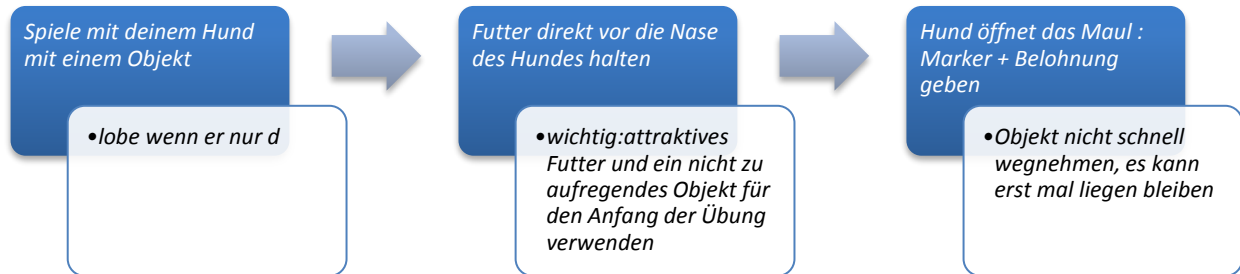 Spiele mit deinem Hund
mit einem Objekt
•lobe wenn er nur d
Futter direkt vor die Nase
des Hundes halten
•wichtig:attraktives
Futter und ein nicht zu
aufregendes Objekt für
den Anfang der Übung
verwenden
Hund öffnet das Maul :
Marker + Belohnung
geben
•Objekt nicht schnell
wegnehmen, es kann
erst mal liegen bleiben